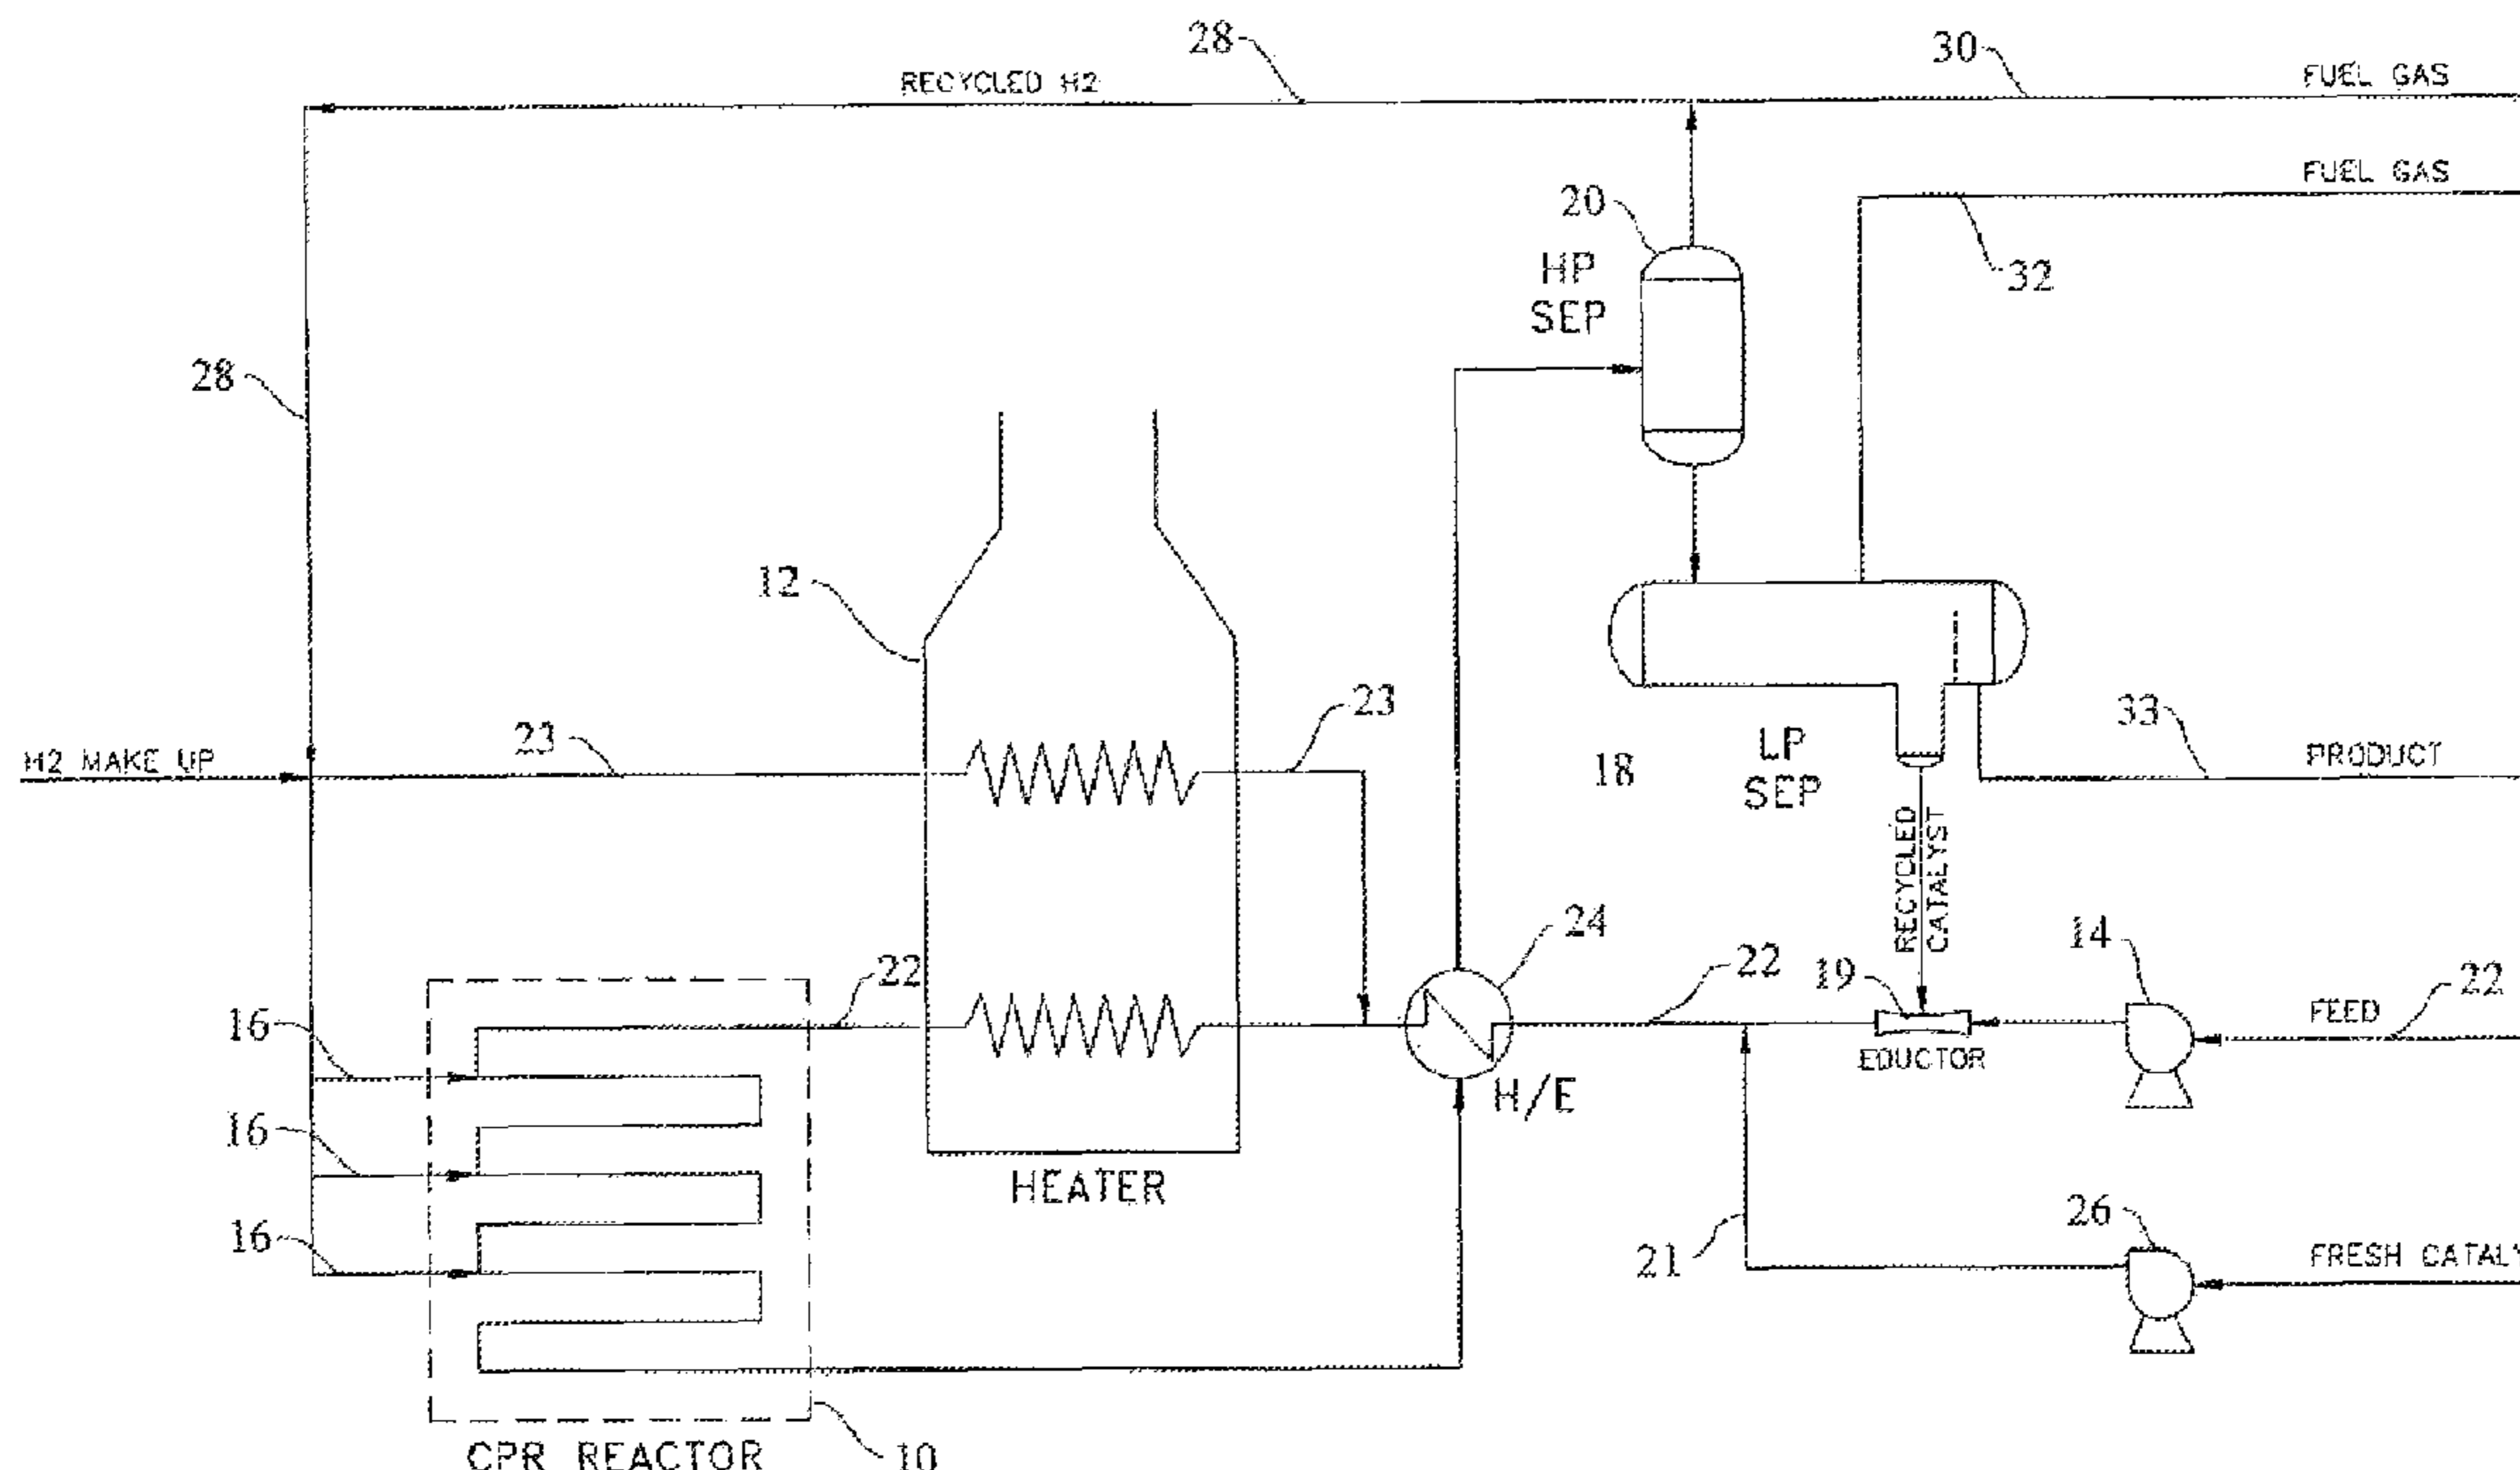 28
30
RECYCLED H2
FUEL GAS
FUEL GAS
20
32
HP
SEP
28
12
23
23
33
H2 MAKE UP
18
LP
SEP
PRODUCT
RECYCLED
CATALYST
24
14
22
22
19
22
16
FEED
EDUCTOR
H/E
16
HEATER
26
16
21
FRESH CATALY
CPR REACTOR
10